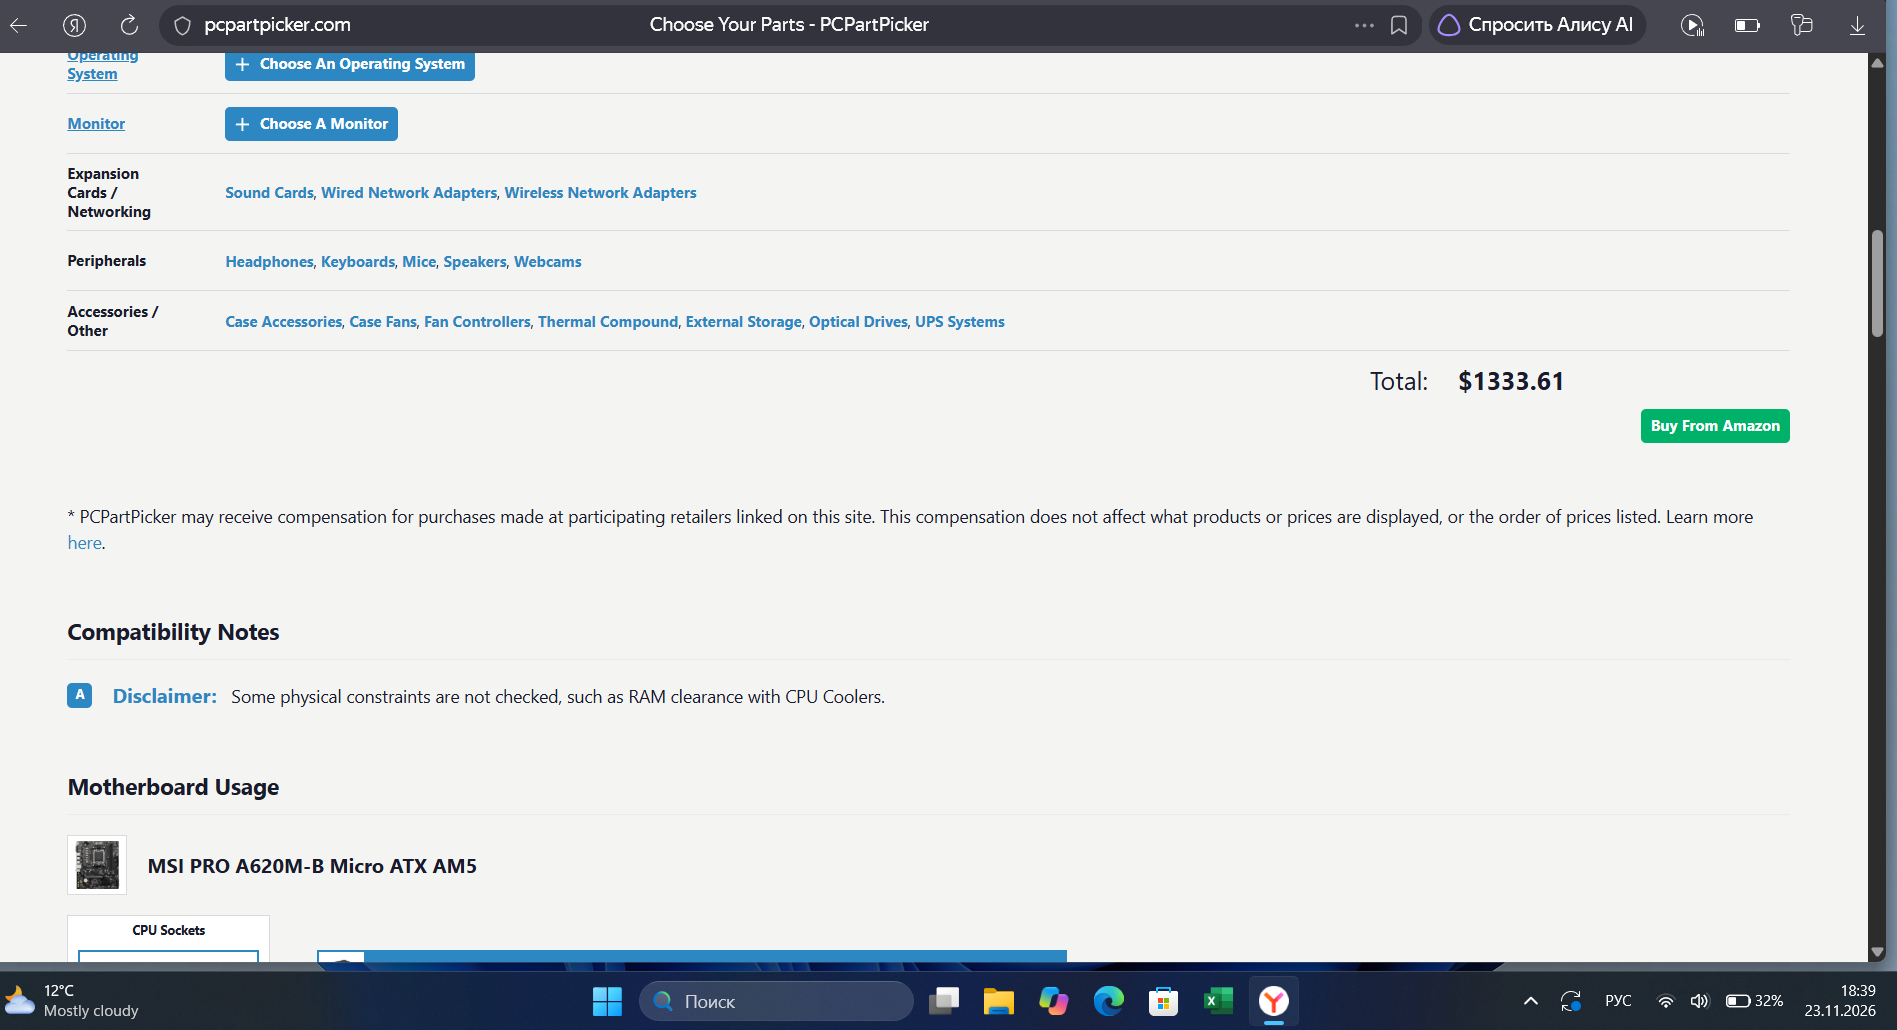 Я
pcpartpicker.com
Choose Your Parts - PCPartPicker
Спросить Алису AI
Operating
System
+ Choose An Operating System
Monitor
+ Choose A Monitor
Expansion
Cards /
Networking
Sound Cards, Wired Network Adapters, Wireless Network Adapters
Peripherals
Headphones, Keyboards, Mice, Speakers, Webcams
Accessories /
Other
Case Accessories, Case Fans, Fan Controllers, Thermal Compound, External Storage, Optical Drives, UPS Systems
Total: $1333.61
Buy From Amazon
* PCPartPicker may receive compensation for purchases made at participating retailers linked on this site. This compensation does not affect what products or prices are displayed, or the order of prices listed. Learn more
here.
Compatibility Notes
A Disclaimer: Some physical constraints are not checked, such as RAM clearance with CPU Coolers.
Motherboard Usage
MSI PRO A620M-B Micro ATX AM5
CPU Sockets
12°C
Mostly cloudy
Поиск
РУС
32%
18:39
23.11.2026